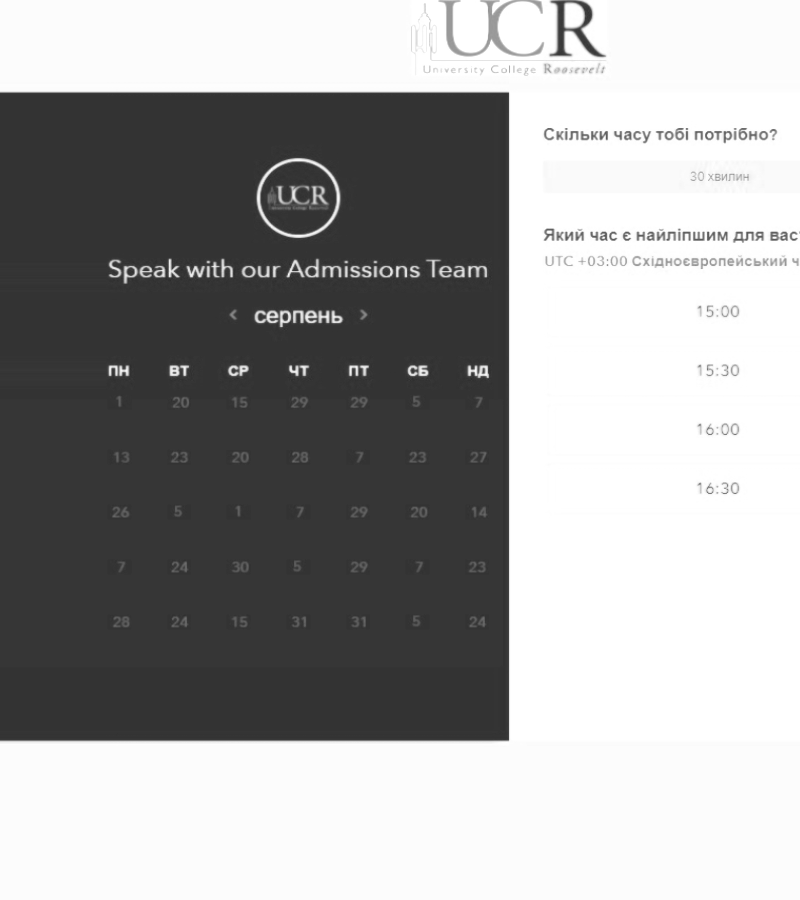 UCR
University College Roosevelt
UCR
Speak with our Admissions Team
серпень
ПН ВТ СР ЧТ ПТ СБ НД
1 20 15 29 29 5 7
13 23 20 28 7 23 27
26 5 1 7 29 20 14
7 24 30 5 29 7 23
28 24 15 31 31 5 24
Скільки часу тобі потрібно?
30 хвилин
Який час є найліпшим для вас
UTC +03:00 Східноєвропейський ч
15:00
15:30
16:00
16:30